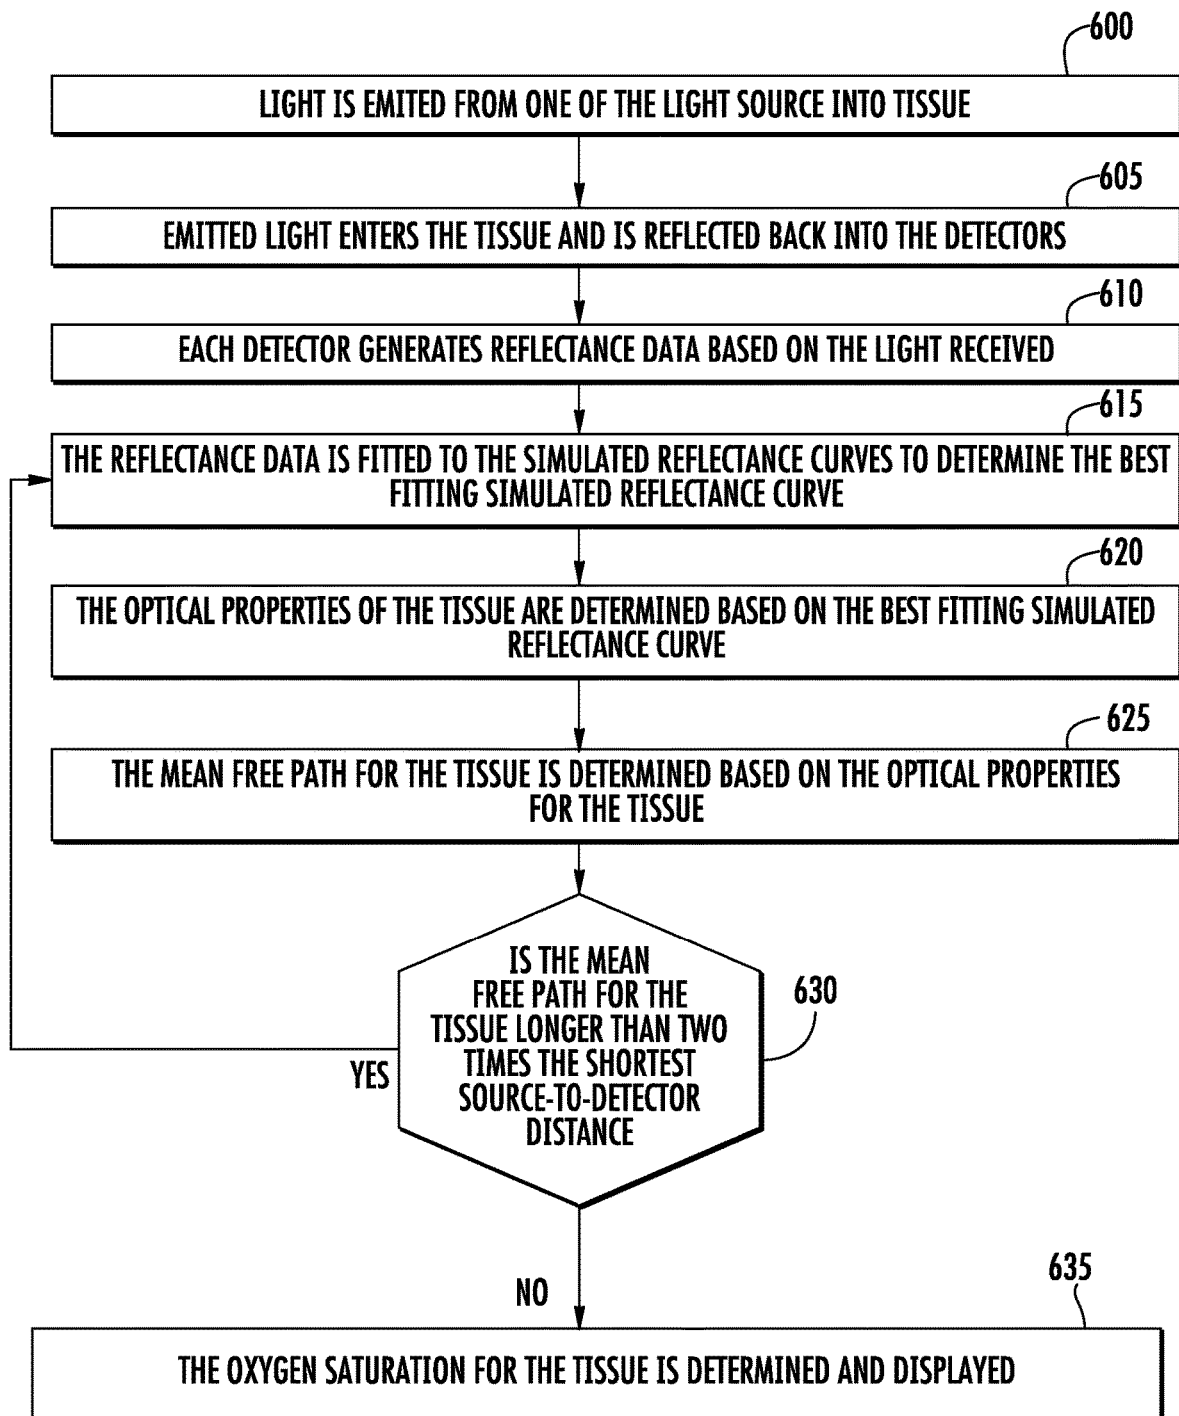 600
LIGHT IS EMITED FROM ONE OF THE LIGHT SOURCE INTO TISSUE
605
EMITTED LIGHT ENTERS THE TISSUE AND IS REFLECTED BACK INTO THE DETECTORS
610
EACH DETECTOR GENERATES REFLECTANCE DATA BASED ON THE LIGHT RECEIVED
615
THE REFLECTANCE DATA IS FITTED TO THE SIMULATED REFLECTANCE CURVES TO DETERMINE THE BEST
FITTING SIMULATED REFLECTANCE CURVE
620
THE OPTICAL PROPERTIES OF THE TISSUE ARE DETERMINED BASED ON THE BEST FITTING SIMULATED
REFLECTANCE CURVE
625
THE MEAN FREE PATH FOR THE TISSUE IS DETERMINED BASED ON THE OPTICAL PROPERTIES
FOR THE TISSUE
IS THE MEAN
FREE PATH FOR THE
TISSUE LONGER THAN TWO
TIMES THE SHORTEST
SOURCE-TO-DETECTOR
DISTANCE
630
YES
NO
635
THE OXYGEN SATURATION FOR THE TISSUE IS DETERMINED AND DISPLAYED